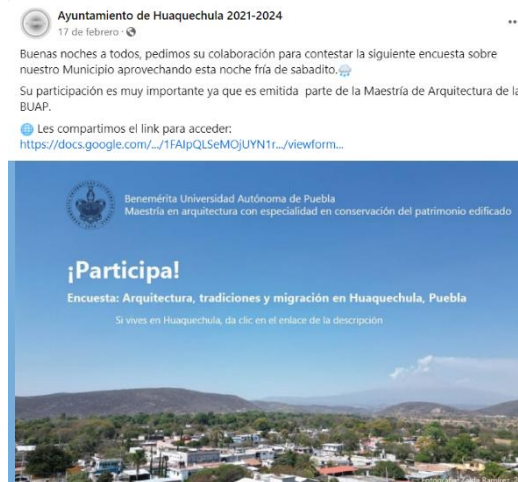 Ayuntamiento de Huaquechula 2021-2024
17 de febrero ·
Buenas noches a todos, pedimos su colaboración para contestar la siguiente encuesta sobre
nuestro Municipio aprovechando esta noche fría de sabadito.
Su participación es muy importante ya que es emitida parte de la Maestría de Arquitectura de la
BUAP.
Les compartimos el link para acceder:
https://docs.google.com/.../1FAIpQLSeMOjUYN1r.../viewform...
Benemérita Universidad Autónoma de Puebla
Maestría en arquitectura con especialidad en conservación del patrimonio edificado
¡Participa!
Encuesta: Arquitectura, tradiciones y migración en Huaquechula, Puebla
Si vives en Huaquechula, da clic en el enlace de la descripción
Fotografía: Zaida Ramírez,